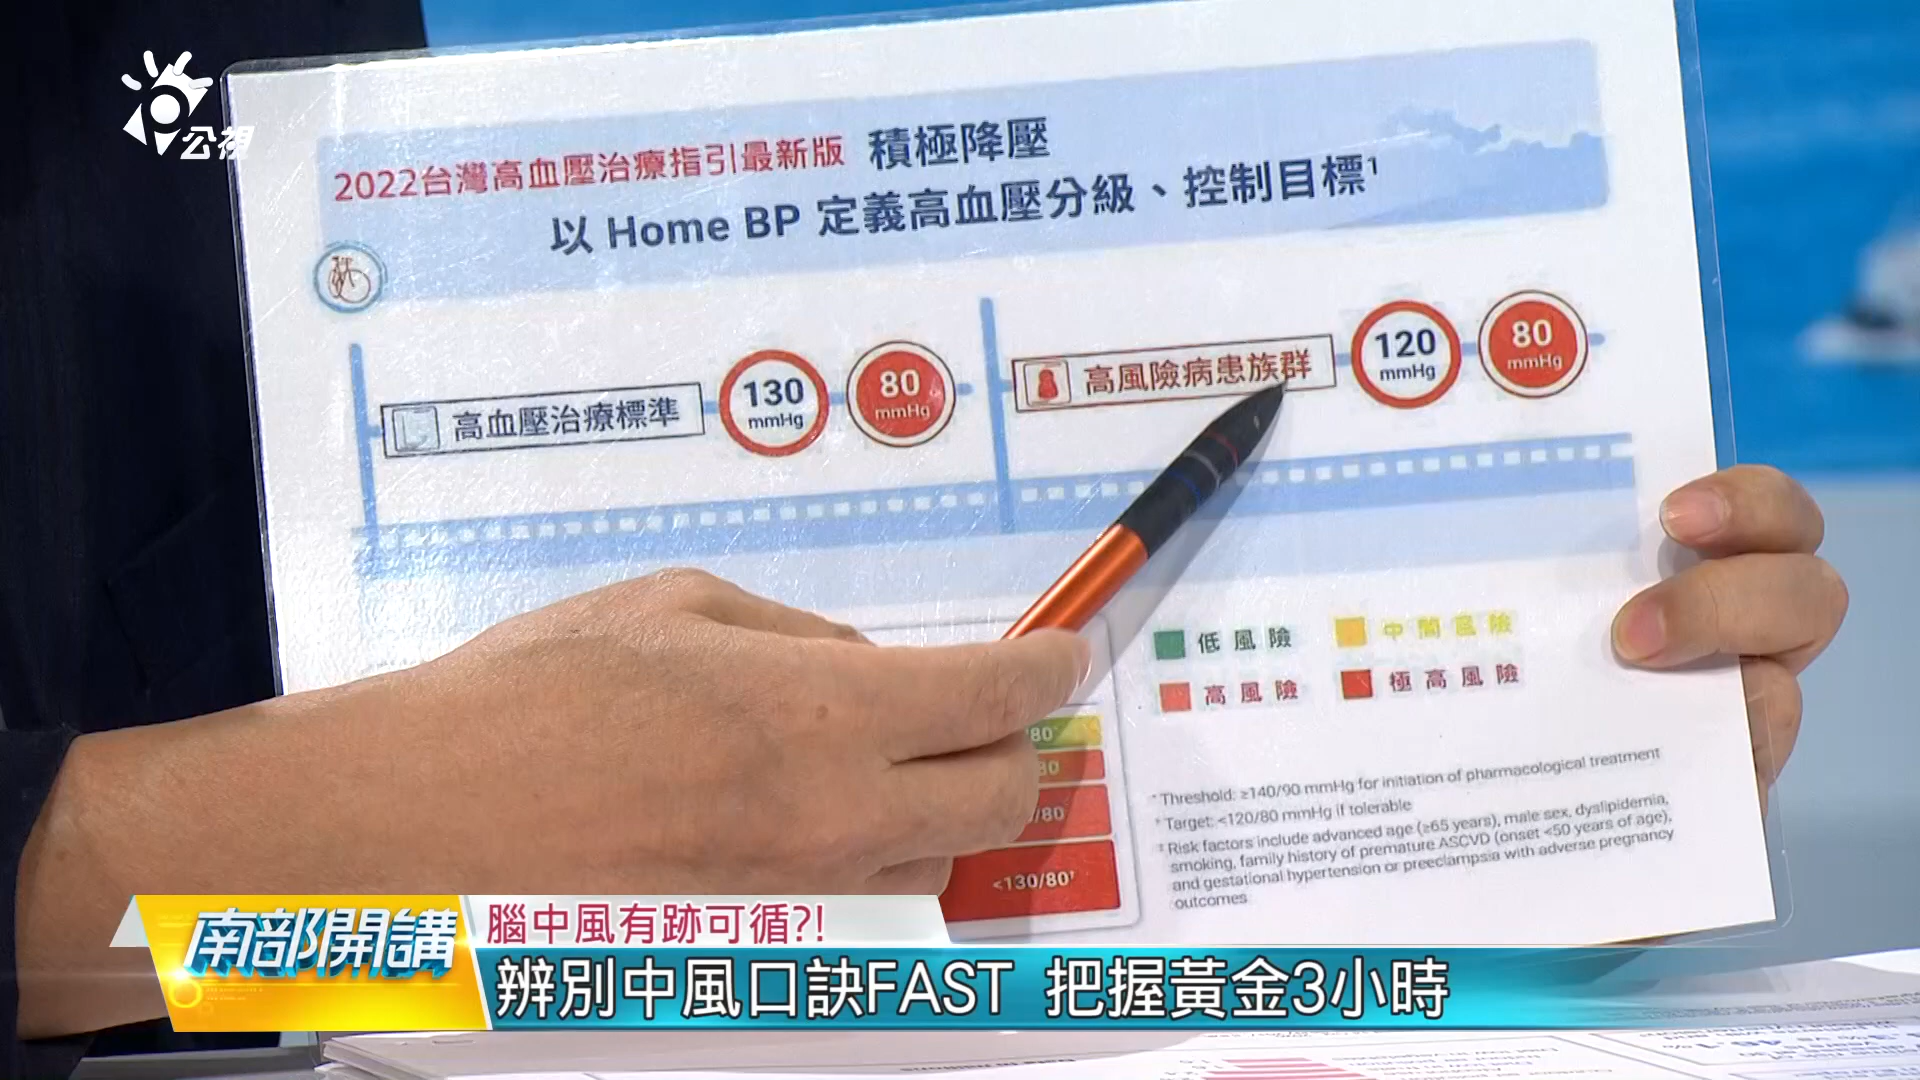 公視
2022台灣高血壓治療指引最新版 積極降壓
以 Home BP 定義高血壓分級、控制目標¹
高血壓治療標準
130
mmHg
80
mmHg
高風險病患族群
120
mmHg
80
mmHg
低風險
中間風險
高風險
極高風險
/80
80
/80
<130/80†
* Threshold: ≥140/90 mmHg for initiation of pharmacological treatment
† Target: <120/80 mmHg if tolerable
‡ Risk factors include advanced age (≥65 years), male sex, dyslipidemia,
smoking, family history of premature ASCVD (onset <50 years of age),
and gestational hypertension or preeclampsia with adverse pregnancy
outcomes
南部開講
腦中風有跡可循?!
辨別中風口訣FAST 把握黃金3小時